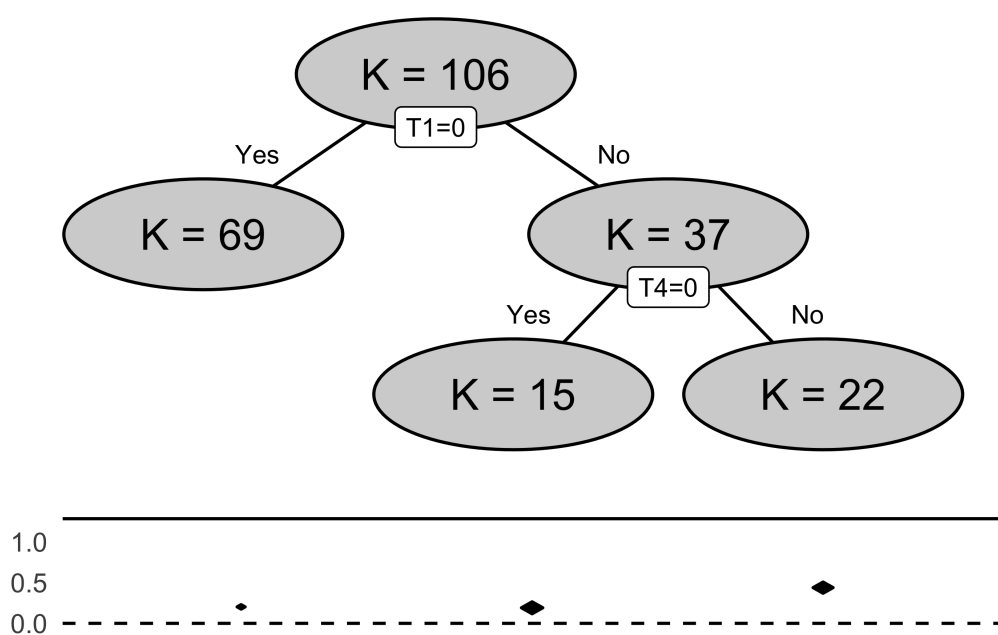 K = 106
T1=0
Yes
No
K = 69
K = 37
T4=0
Yes
No
K = 15
K = 22
1.0
0.5
0.0